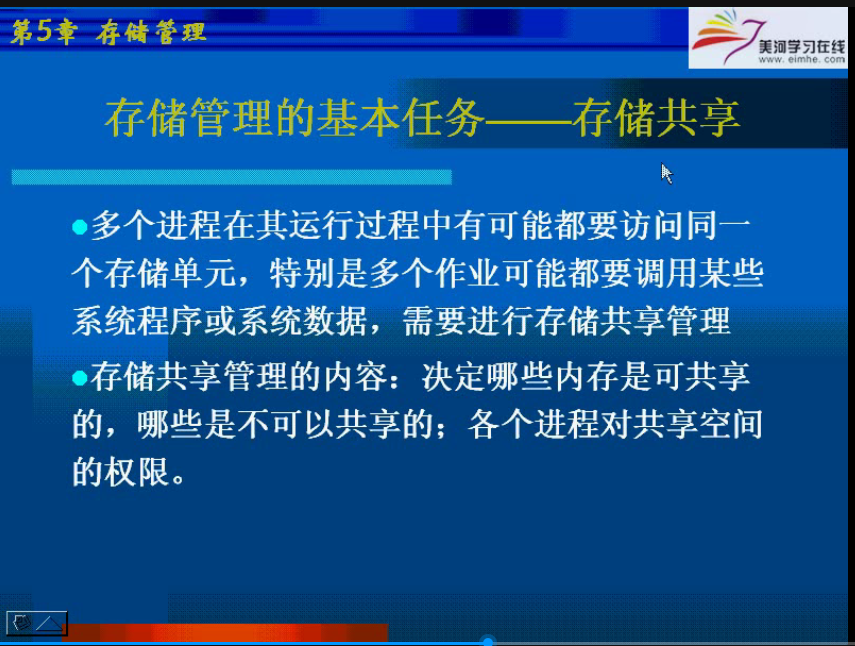 第5章 存储管理
美河学习在线
www.eimhe.com
存储管理的基本任务——存储共享
●多个进程在其运行过程中有可能都要访问同一
个存储单元，特别是多个作业可能都要调用某些
系统程序或系统数据，需要进行存储共享管理
●存储共享管理的内容：决定哪些内存是可共享
的，哪些是不可以共享的；各个进程对共享空间
的权限。